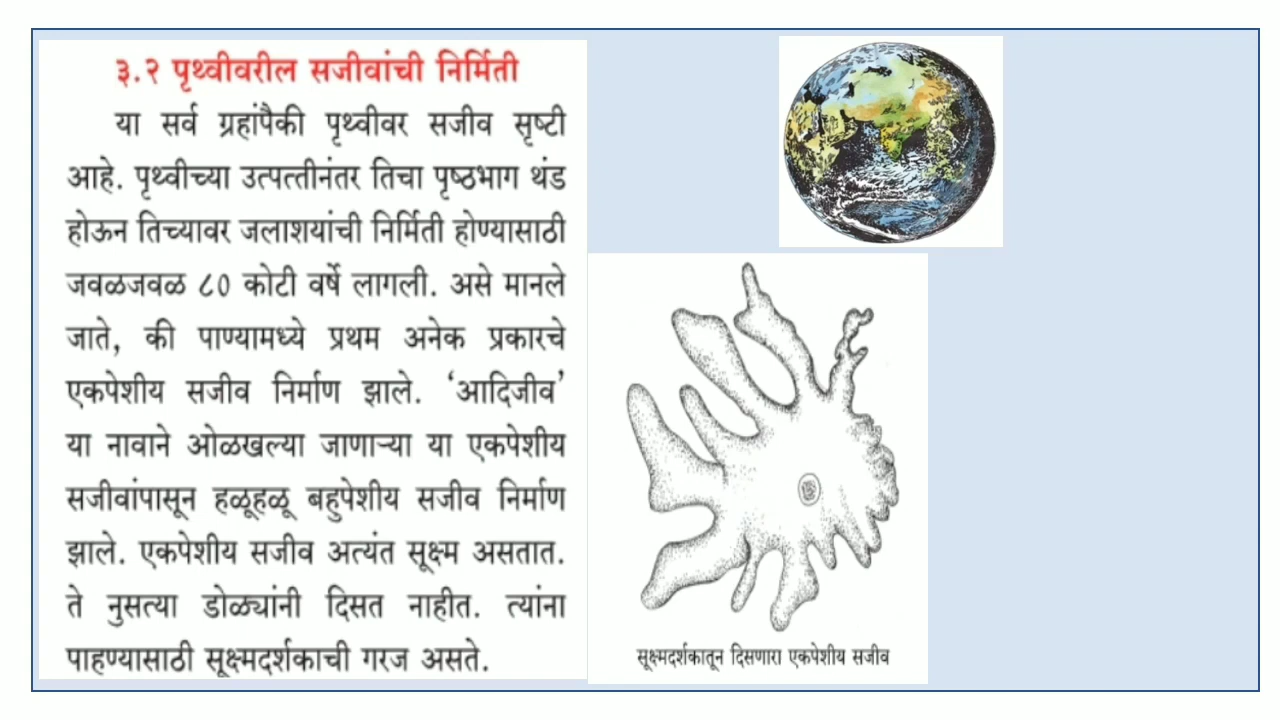 ३.२ पृथ्वीवरील सजीवांची निर्मिती
या सर्व ग्रहांपैकी पृथ्वीवर सजीव सृष्टी
आहे. पृथ्वीच्या उत्पत्तीनंतर तिचा पृष्ठभाग थंड
होऊन तिच्यावर जलाशयांची निर्मिती होण्यासाठी
जवळजवळ ८० कोटी वर्षे लागली. असे मानले
जाते, की पाण्यामध्ये प्रथम अनेक प्रकारचे
एकपेशीय सजीव निर्माण झाले. ‘आदिजीव’
या नावाने ओळखल्या जाणाऱ्या या एकपेशीय
सजीवांपासून हळूहळू बहुपेशीय सजीव निर्माण
झाले. एकपेशीय सजीव अत्यंत सूक्ष्म असतात.
ते नुसत्या डोळ्यांनी दिसत नाहीत. त्यांना
पाहण्यासाठी सूक्ष्मदर्शकाची गरज असते.
सूक्ष्मदर्शकातून दिसणारा एकपेशीय सजीव